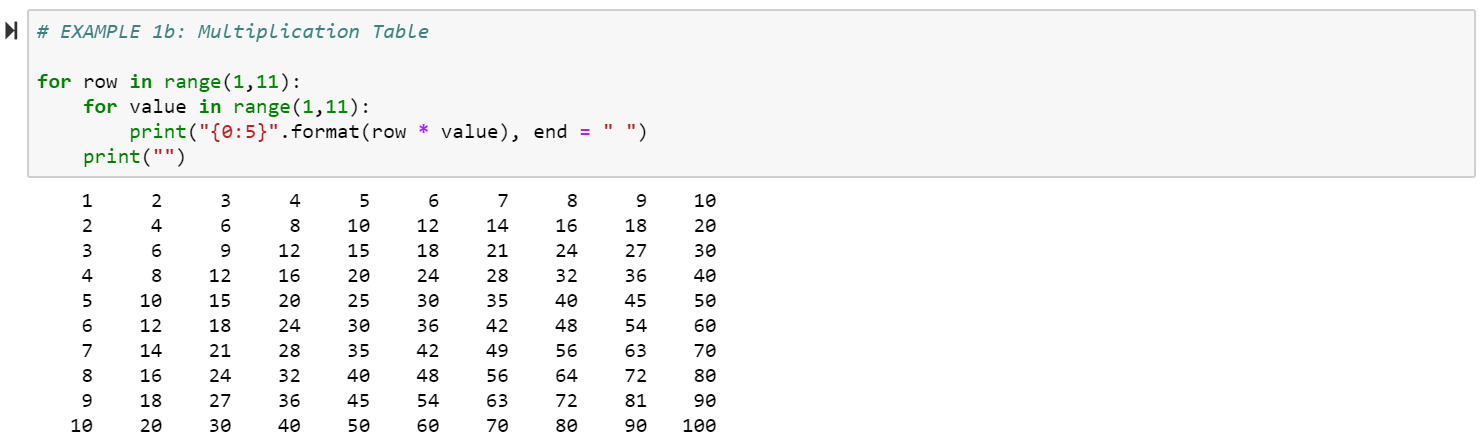 # EXAMPLE 1b: Multiplication Table
for row in range(1,11):
    for value in range(1,11):
        print("{0:5}".format(row * value), end = " ")
    print("")
    1     2     3     4     5     6     7     8     9    10
    2     4     6     8    10    12    14    16    18    20
    3     6     9    12    15    18    21    24    27    30
    4     8    12    16    20    24    28    32    36    40
    5    10    15    20    25    30    35    40    45    50
    6    12    18    24    30    36    42    48    54    60
    7    14    21    28    35    42    49    56    63    70
    8    16    24    32    40    48    56    64    72    80
    9    18    27    36    45    54    63    72    81    90
   10    20    30    40    50    60    70    80    90   100